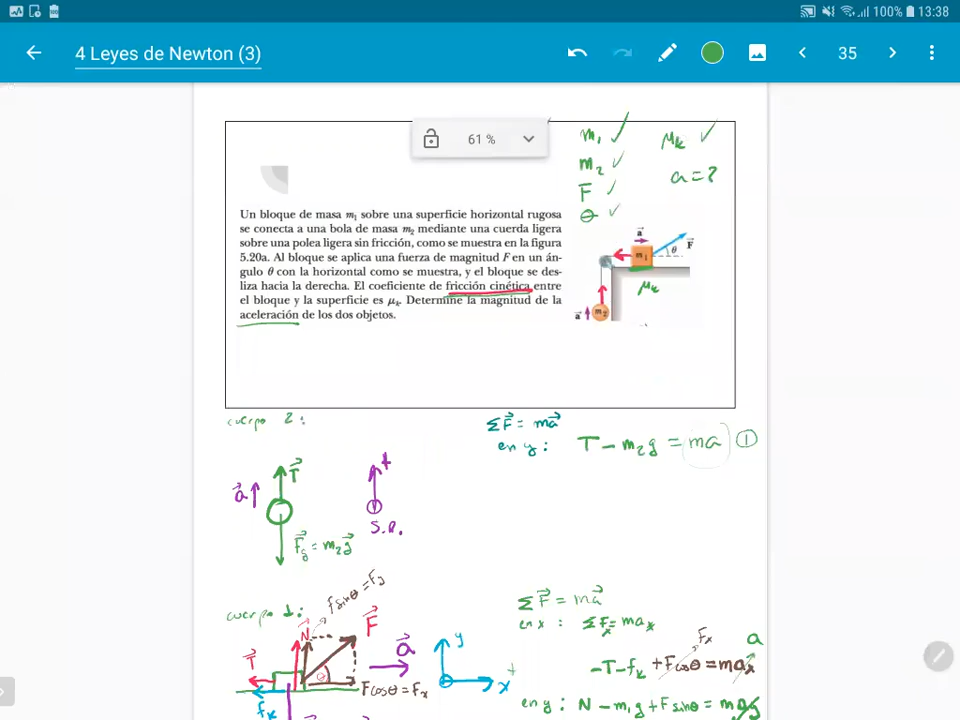 100% 13:38
4 Leyes de Newton (3)
35
61 %
m₁ ✓
m₂ ✓
F ✓
θ ✓
μk ✓
a = ?
Un bloque de masa m₁ sobre una superficie horizontal rugosa
se conecta a una bola de masa m₂ mediante una cuerda ligera
sobre una polea ligera sin fricción, como se muestra en la figura
5.20a. Al bloque se aplica una fuerza de magnitud F en un án-
gulo θ con la horizontal como se muestra, y el bloque se des-
liza hacia la derecha. El coeficiente de fricción cinética entre
el bloque y la superficie es μk. Determine la magnitud de la
aceleración de los dos objetos.
a⃗
F⃗
m₁
θ
μk
a⃗
m₂
cuerpo 2:
ΣF⃗ = ma⃗
en y: T - m₂g = ma ①
T⃗
a⃗
+
S.R.
F⃗g = m₂g⃗
cuerpo 1:
F sinθ = Fy
N⃗
F⃗
T⃗
θ
a⃗
y
x
F cosθ = Fx
fk
ΣF⃗ = ma⃗
en x: ΣFx = max
Fx
a
-T - fk + F cosθ = max
+
en y: N - m₁g + F sinθ = may